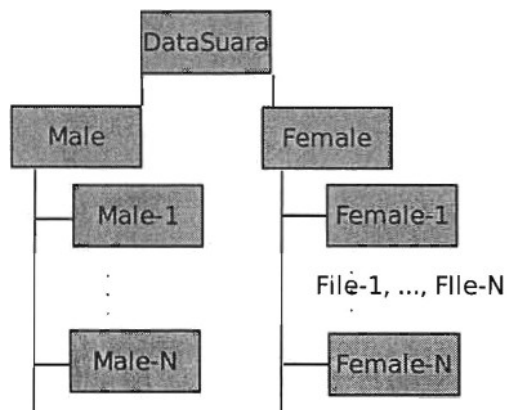 DataSuara
Male
Female
Male-1
Female-1
File-1, ..., FIle-N
Male-N
Female-N